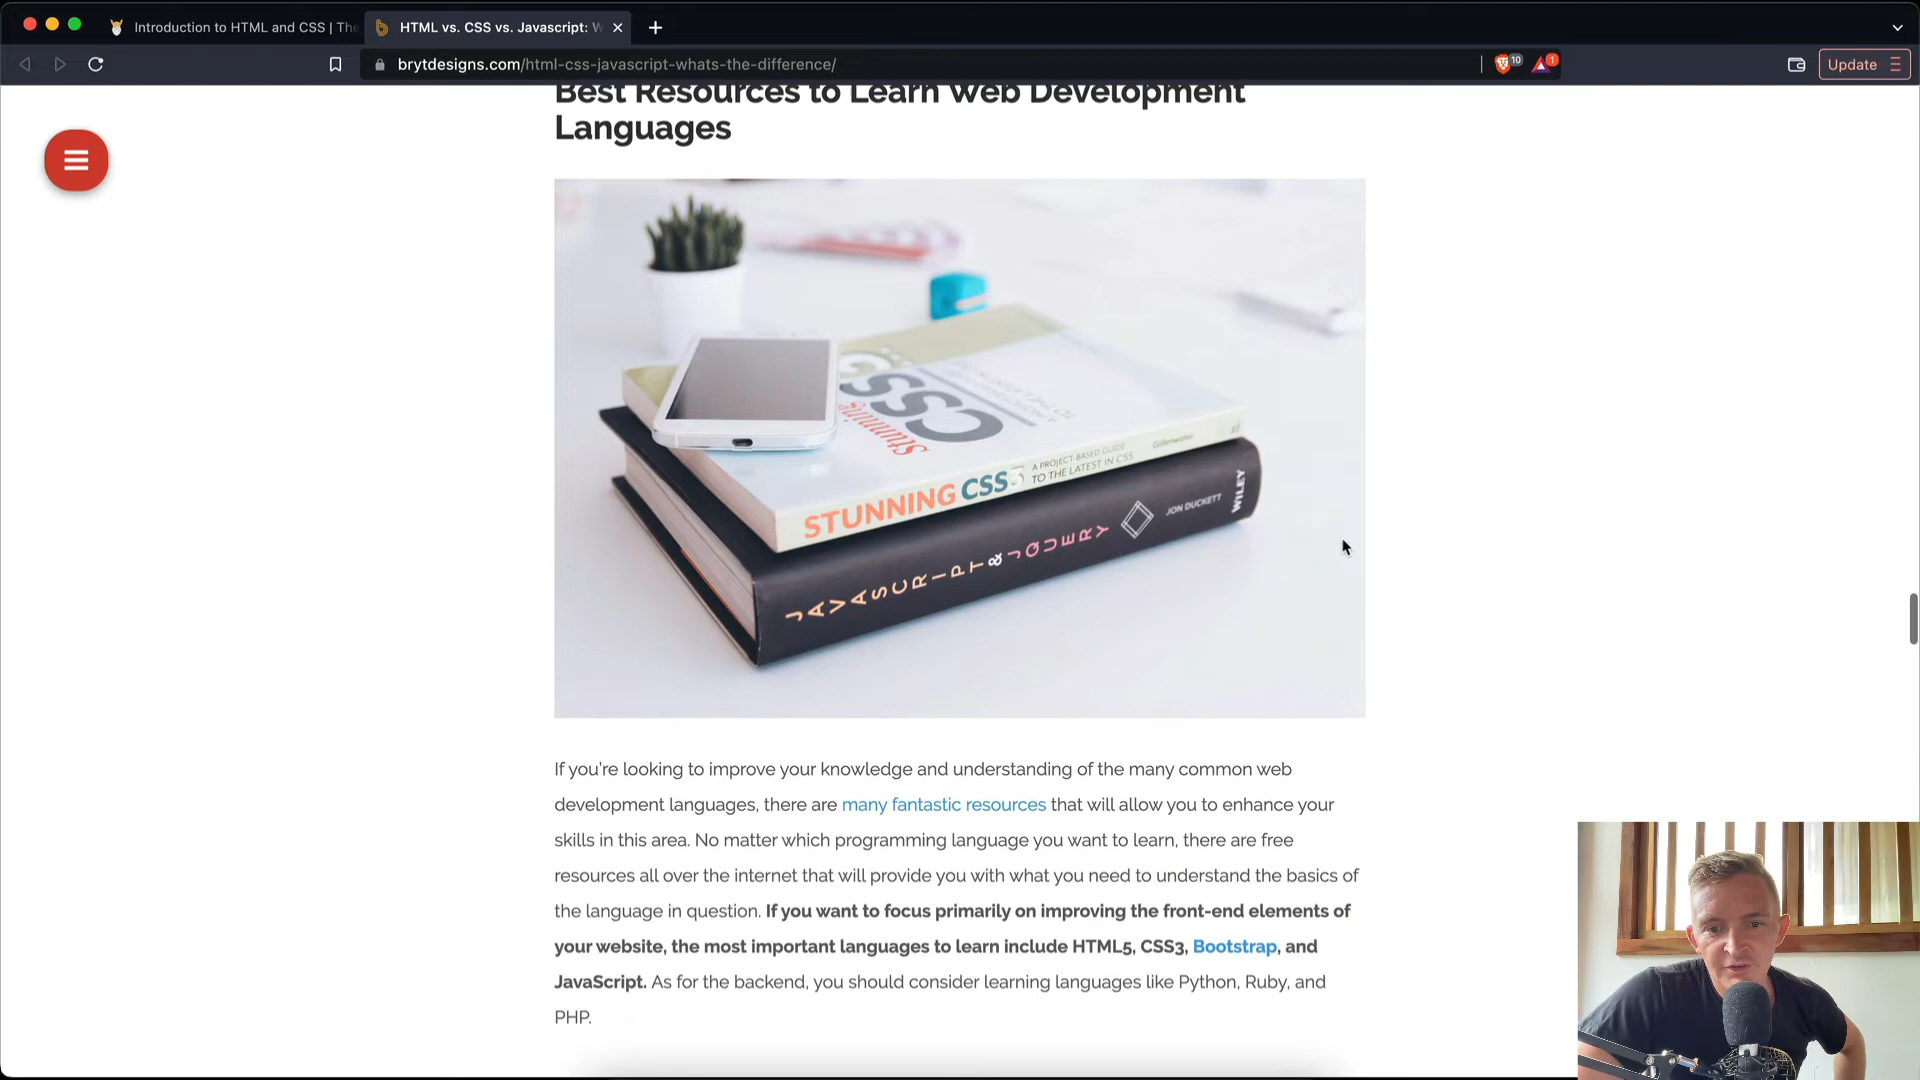 Introduction to HTML and CSS | The
HTML vs. CSS vs. Javascript: W
brytdesigns.com/html-css-javascript-whats-the-difference/
10
1
Update
Best Resources to Learn Web Development
Languages
CSS
Stunning
STUNNING CSS3
A PROJECT-BASED GUIDE
TO THE LATEST IN CSS
Gillenwater
JAVASCRIPT & JQUERY
JON DUCKETT
WILEY
If you're looking to improve your knowledge and understanding of the many common web
development languages, there are many fantastic resources that will allow you to enhance your
skills in this area. No matter which programming language you want to learn, there are free
resources all over the internet that will provide you with what you need to understand the basics of
the language in question. If you want to focus primarily on improving the front-end elements of
your website, the most important languages to learn include HTML5, CSS3, Bootstrap, and
JavaScript. As for the backend, you should consider learning languages like Python, Ruby, and
PHP.